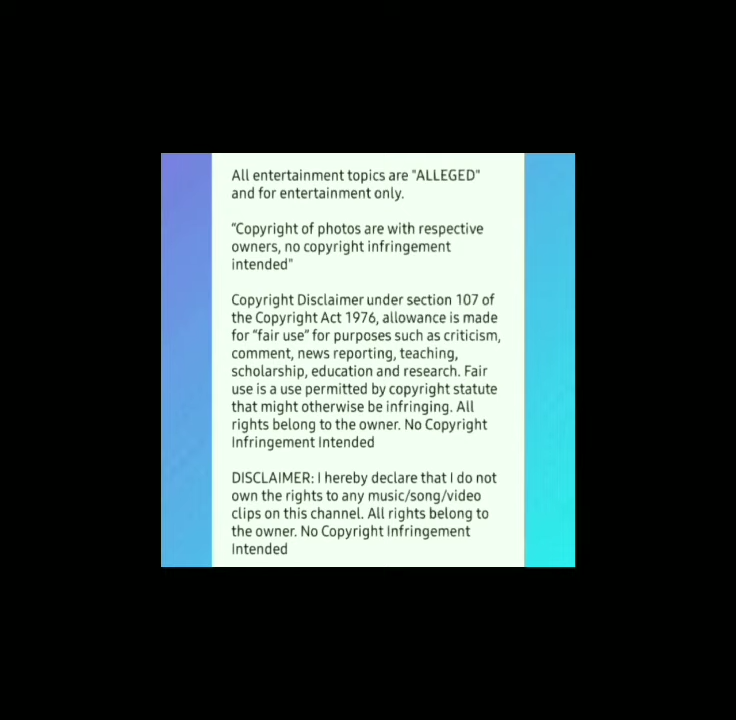 All entertainment topics are "ALLEGED"
and for entertainment only.
"Copyright of photos are with respective
owners, no copyright infringement
intended"
Copyright Disclaimer under section 107 of
the Copyright Act 1976, allowance is made
for "fair use" for purposes such as criticism,
comment, news reporting, teaching,
scholarship, education and research. Fair
use is a use permitted by copyright statute
that might otherwise be infringing. All
rights belong to the owner. No Copyright
Infringement Intended
DISCLAIMER: I hereby declare that I do not
own the rights to any music/song/video
clips on this channel. All rights belong to
the owner. No Copyright Infringement
Intended